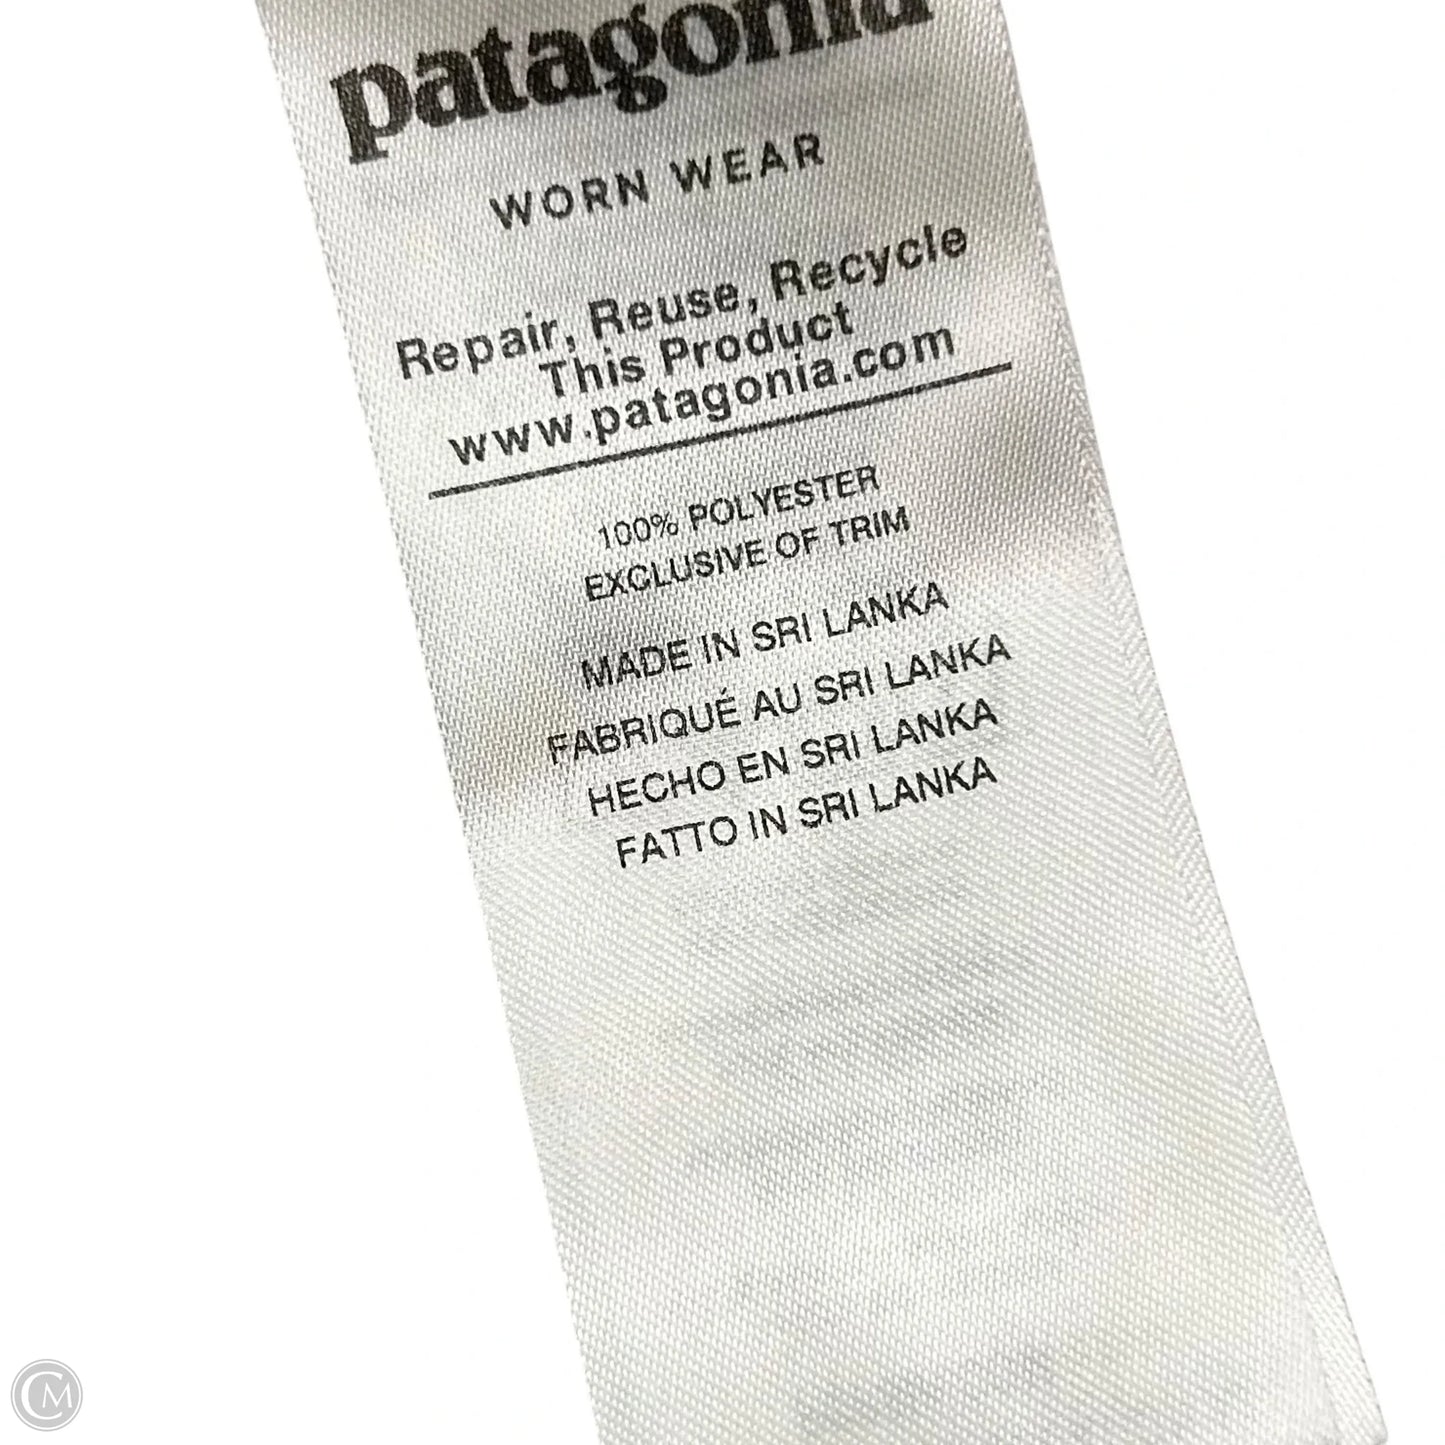 patagonia
WORN WEAR
Repair, Reuse, Recycle
This Product
www.patagonia.com
100% POLYESTER
EXCLUSIVE OF TRIM
MADE IN SRI LANKA
FABRIQUÉ AU SRI LANKA
HECHO EN SRI LANKA
FATTO IN SRI LANKA
CM